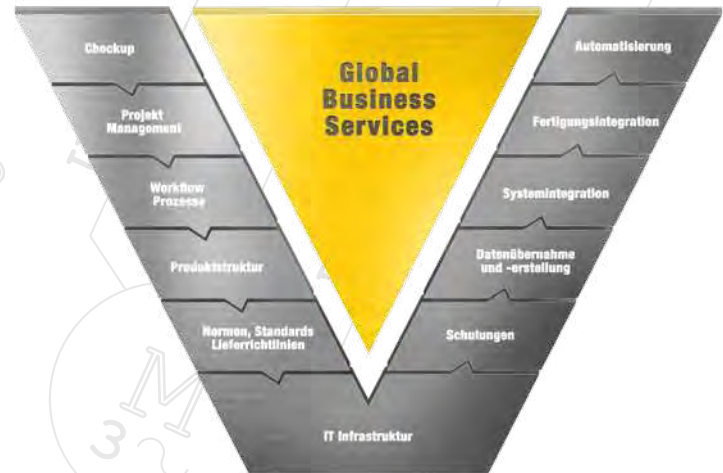 Checkup
Projekt
Management
Workflow
Prozesse
Produktstruktur
Normen, Standards
Lieferrichtlinien
IT Infrastruktur
Global
Business
Services
Automatisierung
Fertigungsintegration
Systemintegration
Datenübernahme
und -erstellung
Schulungen
M
3